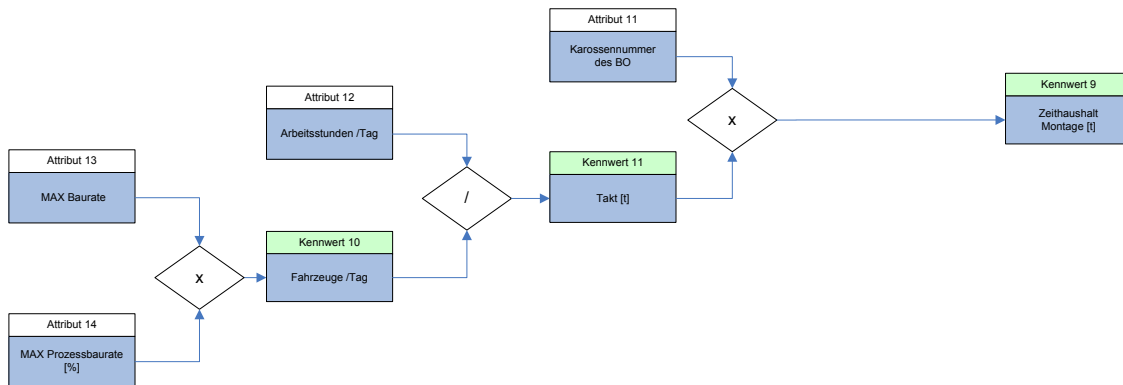 Attribut 11
Karossennummer
des BO
Kennwert 9
Zeithaushalt
Montage [t]
x
Attribut 12
Arbeitsstunden /Tag
Attribut 13
MAX Baurate
Kennwert 11
Takt [t]
/
Kennwert 10
Fahrzeuge /Tag
x
Attribut 14
MAX Prozessbaurate
[%]